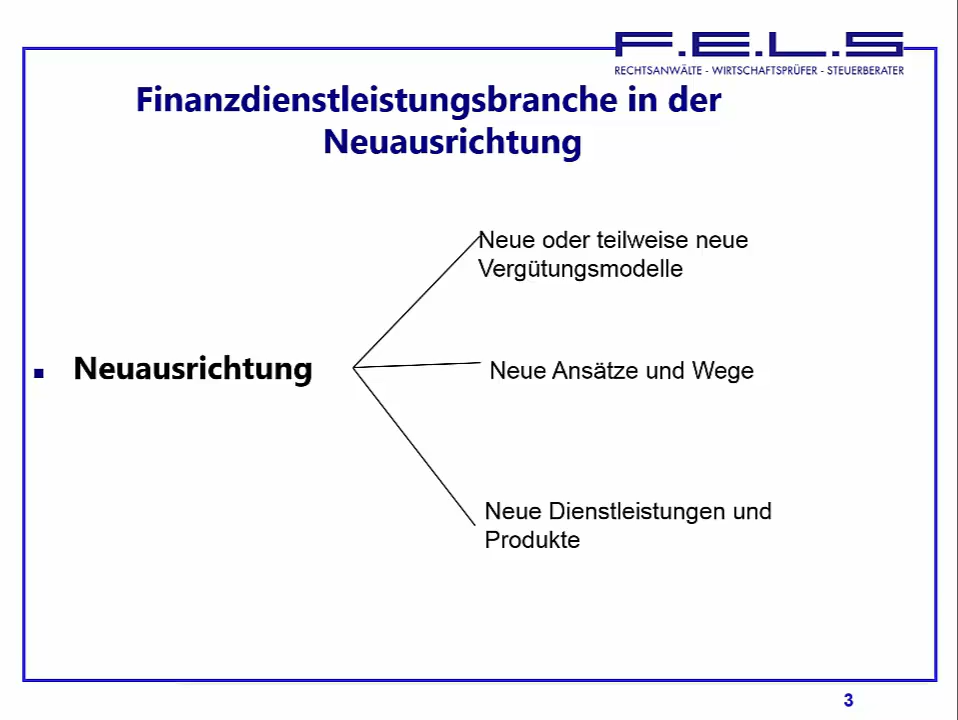 F.E.L.S
RECHTSANWÄLTE - WIRTSCHAFTSPRÜFER - STEUERBERATER
Finanzdienstleistungsbranche in der
Neuausrichtung
Neue oder teilweise neue
Vergütungsmodelle
Neuausrichtung
Neue Ansätze und Wege
Neue Dienstleistungen und
Produkte
3